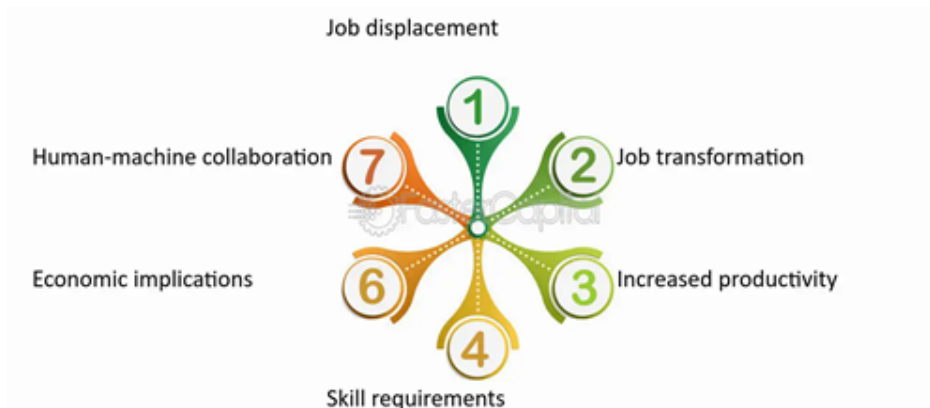 Job displacement
1
Human-machine collaboration
7
2
Job transformation
FasterCapital
Economic implications
6
3
Increased productivity
4
Skill requirements